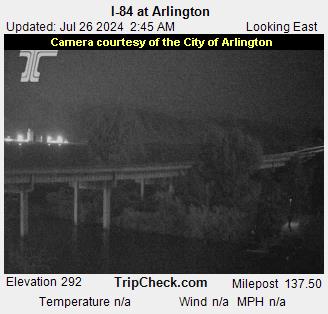 I-84 at Arlington
Updated: Jul 26 2024 2:45 AM Looking East
Camera courtesy of the City of Arlington
Elevation 292 TripCheck.com Milepost 137.50
Temperature n/a Wind n/a MPH n/a